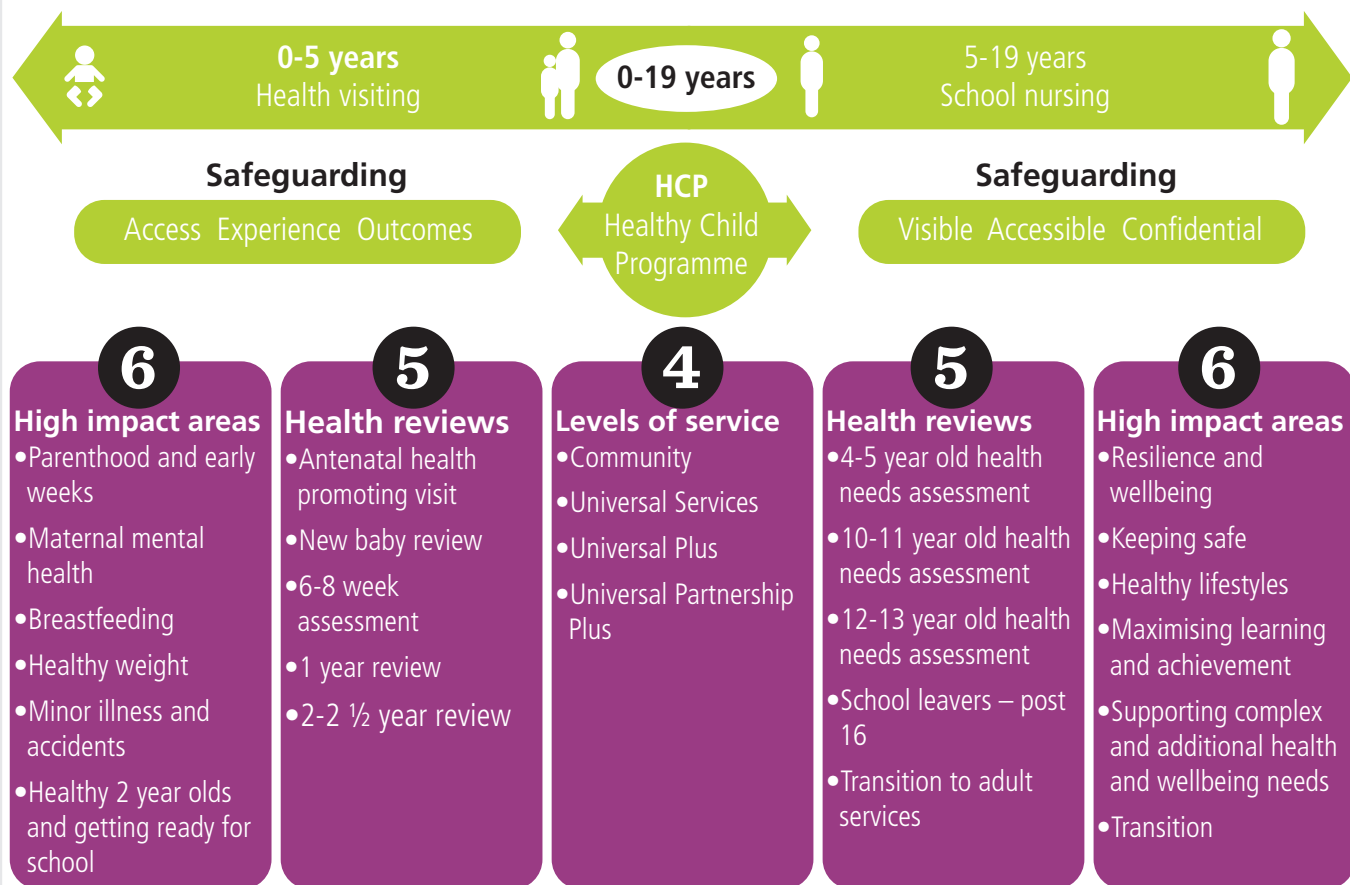 0-5 years
Health visiting
0-19 years
5-19 years
School nursing
Safeguarding
Access Experience Outcomes
HCP
Healthy Child
Programme
Safeguarding
Visible Accessible Confidential
6
High impact areas
•Parenthood and early
weeks
•Maternal mental
health
•Breastfeeding
•Healthy weight
•Minor illness and
accidents
•Healthy 2 year olds
and getting ready for
school
5
Health reviews
•Antenatal health
promoting visit
•New baby review
•6-8 week
assessment
•1 year review
•2-2 ½ year review
4
Levels of service
•Community
•Universal Services
•Universal Plus
•Universal Partnership
Plus
5
Health reviews
•4-5 year old health
needs assessment
•10-11 year old health
needs assessment
•12-13 year old health
needs assessment
•School leavers – post
16
•Transition to adult
services
6
High impact areas
•Resilience and
wellbeing
•Keeping safe
•Healthy lifestyles
•Maximising learning
and achievement
•Supporting complex
and additional health
and wellbeing needs
•Transition